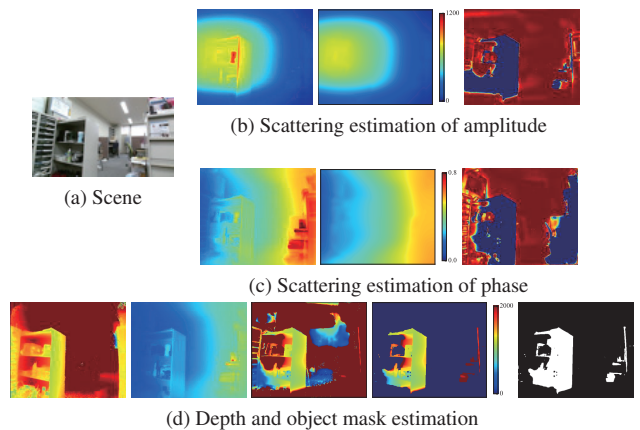 1200
0
(b) Scattering estimation of amplitude
(a) Scene
0.8
0.0
(c) Scattering estimation of phase
2000
0
(d) Depth and object mask estimation